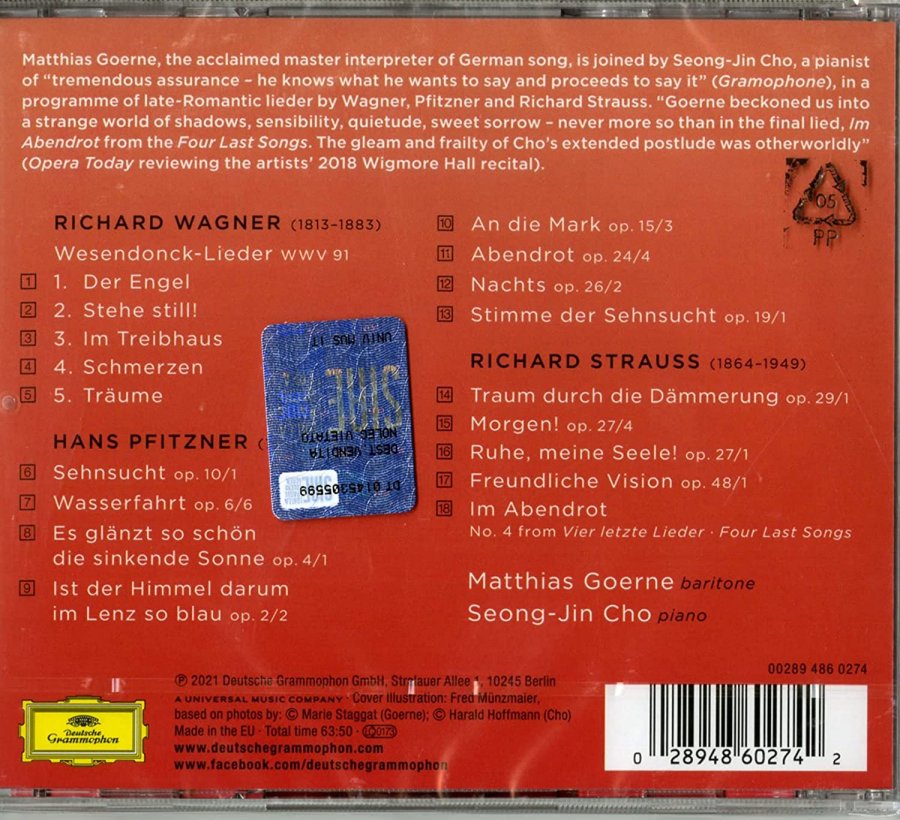 Matthias Goerne, the acclaimed master interpreter of German song, is joined by Seong-Jin Cho, a pianist
of “tremendous assurance – he knows what he wants to say and proceeds to say it” (Gramophone), in a
programme of late-Romantic lieder by Wagner, Pfitzner and Richard Strauss. “Goerne beckoned us into
a strange world of shadows, sensibility, quietude, sweet sorrow – never more so than in the final lied, Im
Abendrot from the Four Last Songs. The gleam and frailty of Cho’s extended postlude was otherworldly”
(Opera Today reviewing the artists’ 2018 Wigmore Hall recital).
05
PP
RICHARD WAGNER (1813–1883)
Wesendonck-Lieder WWV 91
1 1. Der Engel
2 2. Stehe still!
3 3. Im Treibhaus
4 4. Schmerzen
5 5. Träume
HANS PFITZNER (
6 Sehnsucht op. 10/1
7 Wasserfahrt op. 6/6
8 Es glänzt so schön
die sinkende Sonne op. 4/1
9 Ist der Himmel darum
im Lenz so blau op. 2/2
UNIV MUS IT
SIAE
DEST VENDITA
NOLEG VIETATO
DT 0145305599
10 An die Mark op. 15/3
11 Abendrot op. 24/4
12 Nachts op. 26/2
13 Stimme der Sehnsucht op. 19/1
RICHARD STRAUSS (1864–1949)
14 Traum durch die Dämmerung op. 29/1
15 Morgen! op. 27/4
16 Ruhe, meine Seele! op. 27/1
17 Freundliche Vision op. 48/1
18 Im Abendrot
No. 4 from Vier letzte Lieder · Four Last Songs
Matthias Goerne baritone
Seong-Jin Cho piano
00289 486 0274
Deutsche
Grammophon
℗ 2021 Deutsche Grammophon GmbH, Stralauer Allee 1, 10245 Berlin
A UNIVERSAL MUSIC COMPANY · Cover Illustration: Fred Münzmaier,
based on photos by: © Marie Staggat (Goerne); © Harald Hoffmann (Cho)
Made in the EU · Total time 63:50 · LC 0173
www.deutschegrammophon.com
www.facebook.com/deutschegrammophon
0 28948 60274 2